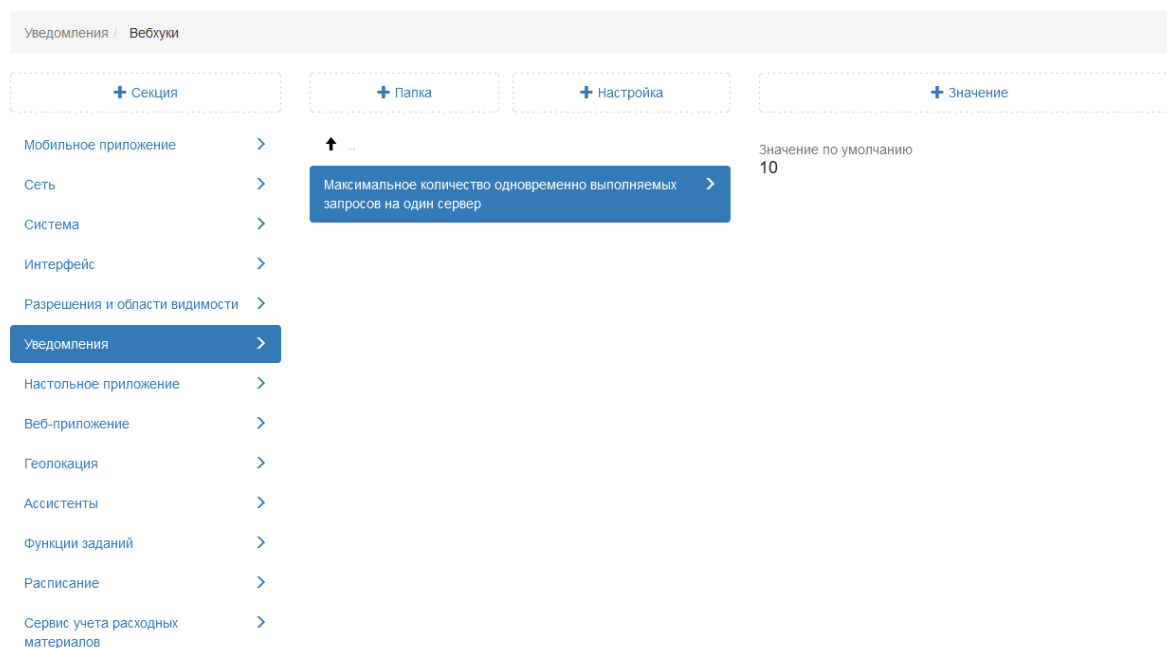 Уведомления / Вебхуки
+ Секция
+ Папка
+ Настройка
+ Значение
Мобильное приложение
Сеть
Система
Интерфейс
Разрешения и области видимости
Уведомления
Настольное приложение
Веб-приложение
Геолокация
Ассистенты
Функции заданий
Расписание
Сервис учета расходных
материалов
..
Максимальное количество одновременно выполняемых
запросов на один сервер
Значение по умолчанию
10